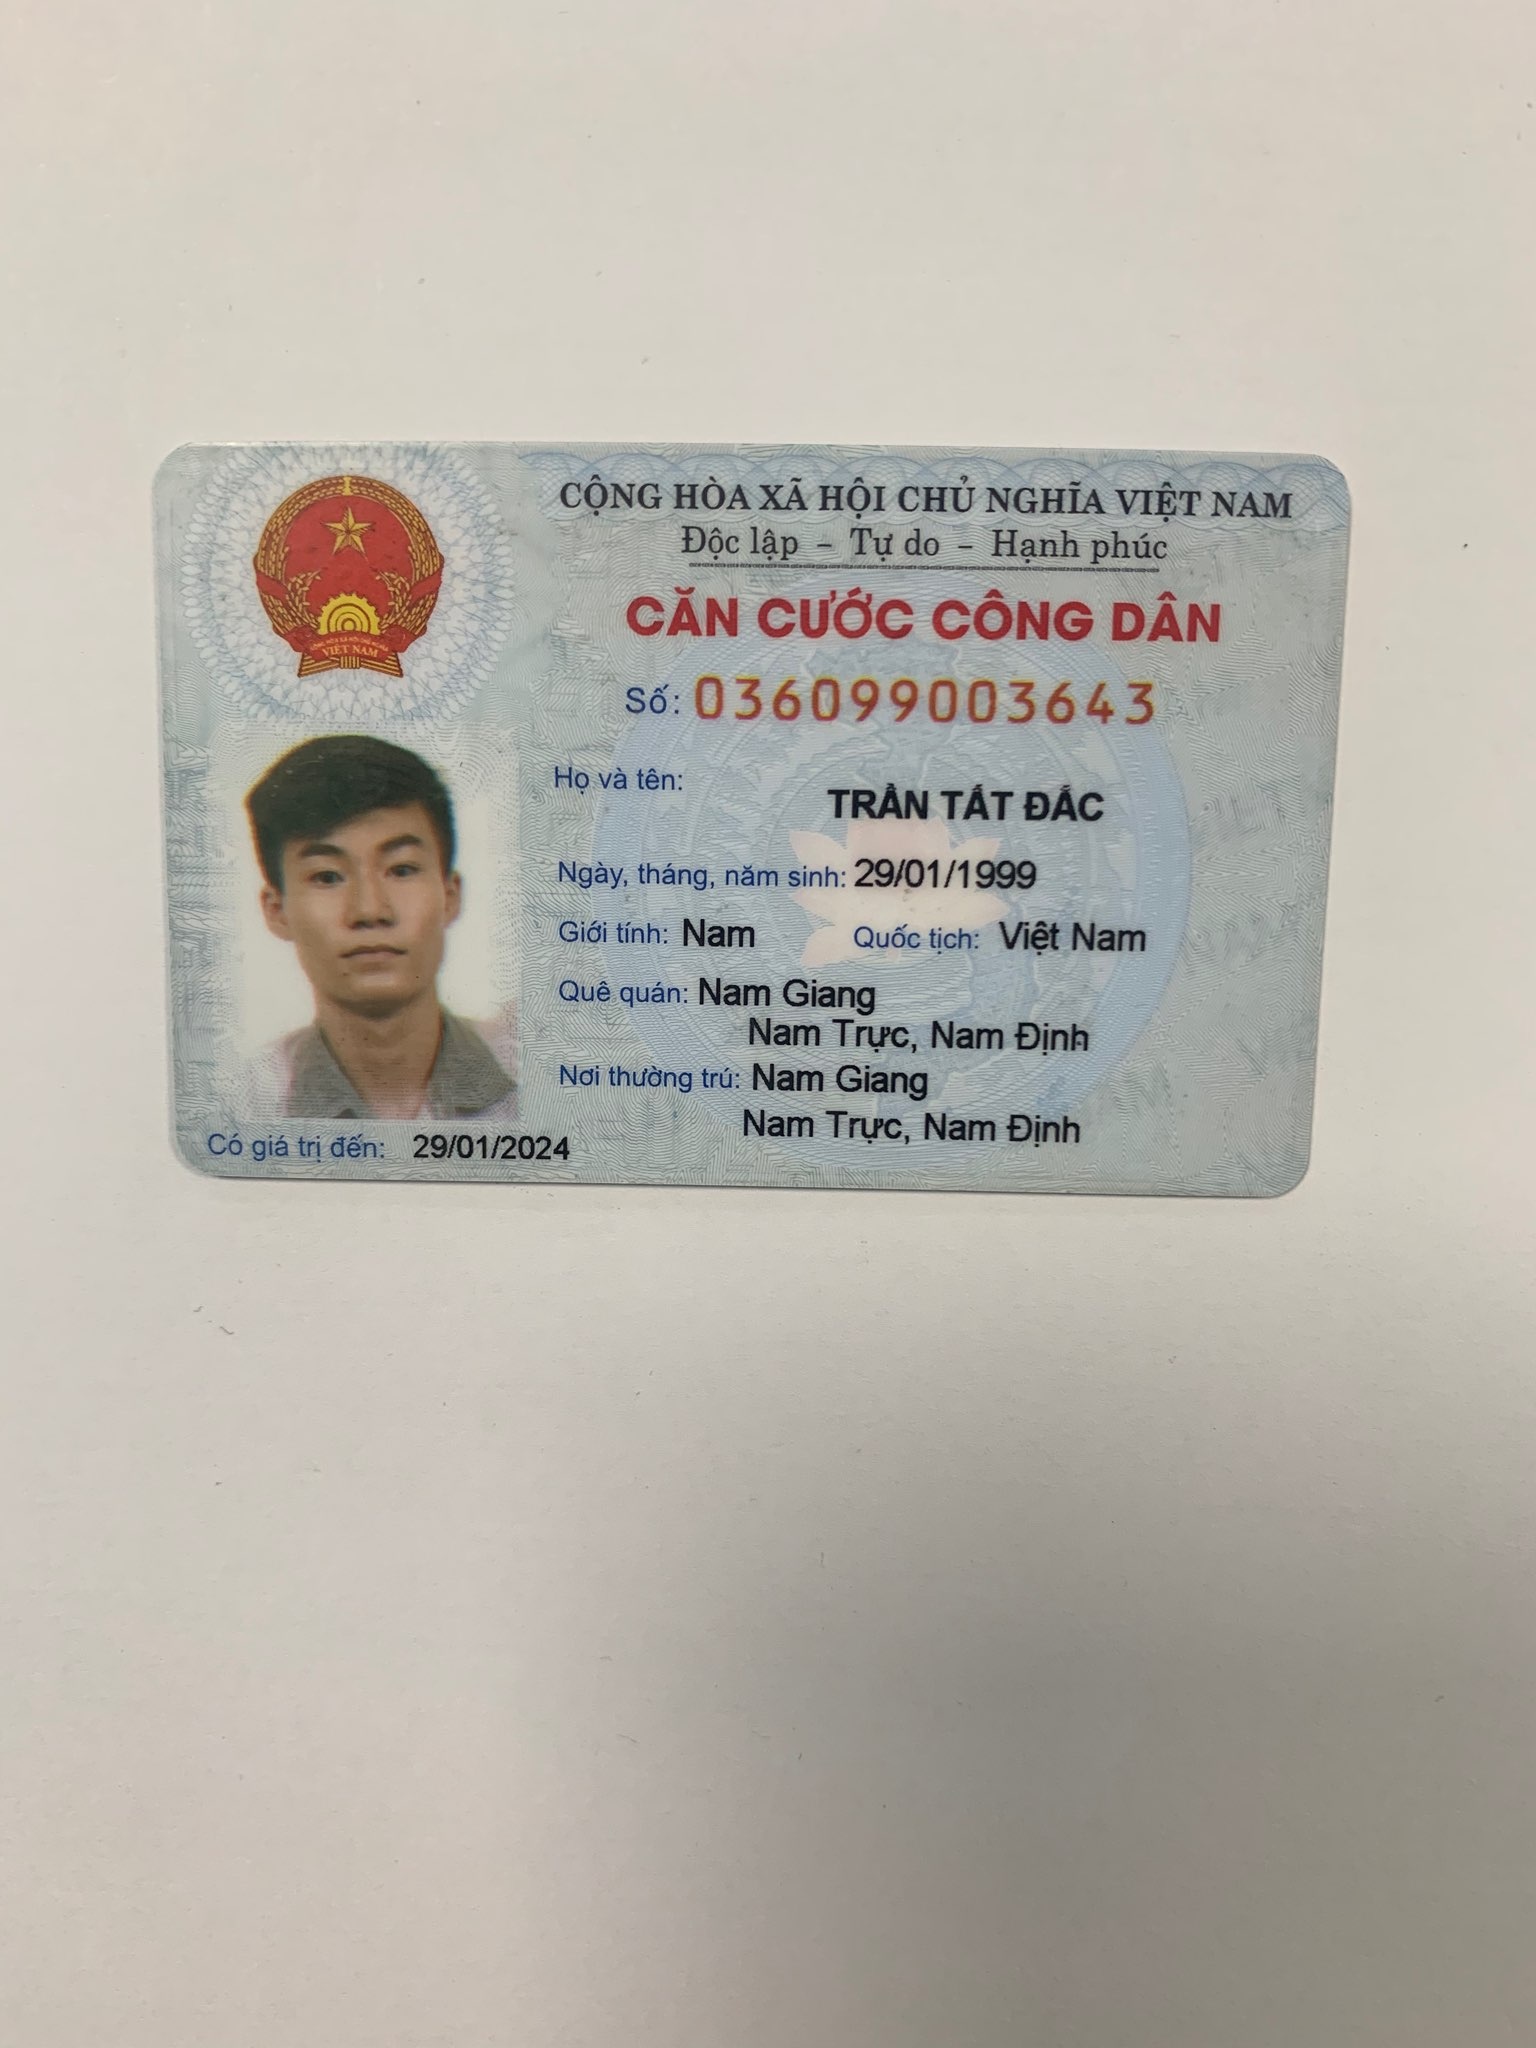 CỘNG HÒA XÃ HỘI CHỦ NGHĨA VIỆT NAM
Độc lập – Tự do – Hạnh phúc
CĂN CƯỚC CÔNG DÂN
Số: 036099003643
Họ và tên:
TRẦN TẤT ĐẮC
Ngày, tháng, năm sinh: 29/01/1999
Giới tính: Nam Quốc tịch: Việt Nam
Quê quán: Nam Giang
Nam Trực, Nam Định
Nơi thường trú: Nam Giang
Nam Trực, Nam Định
Có giá trị đến: 29/01/2024
CỘNG HÒA XÃ HỘI CHỦ NGHĨA
VIỆT NAM